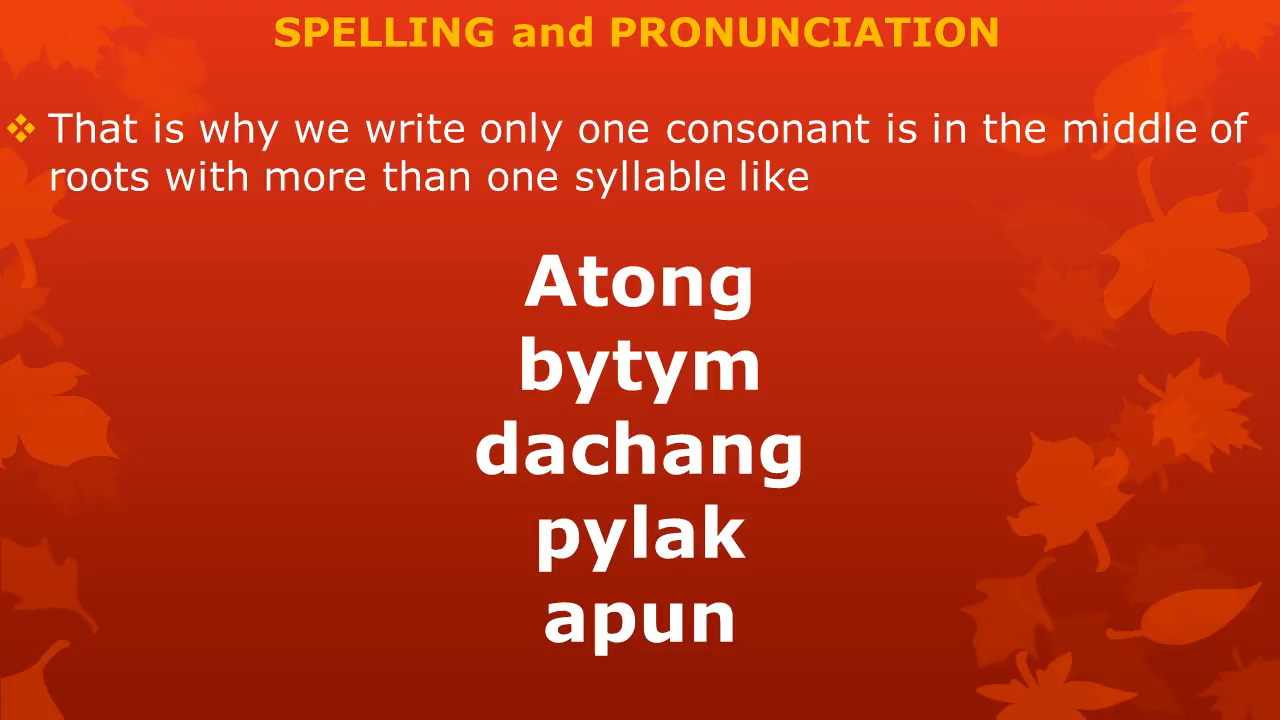 SPELLING and PRONUNCIATION
❖ That is why we write only one consonant is in the middle of
roots with more than one syllable like
Atong
bytym
dachang
pylak
apun